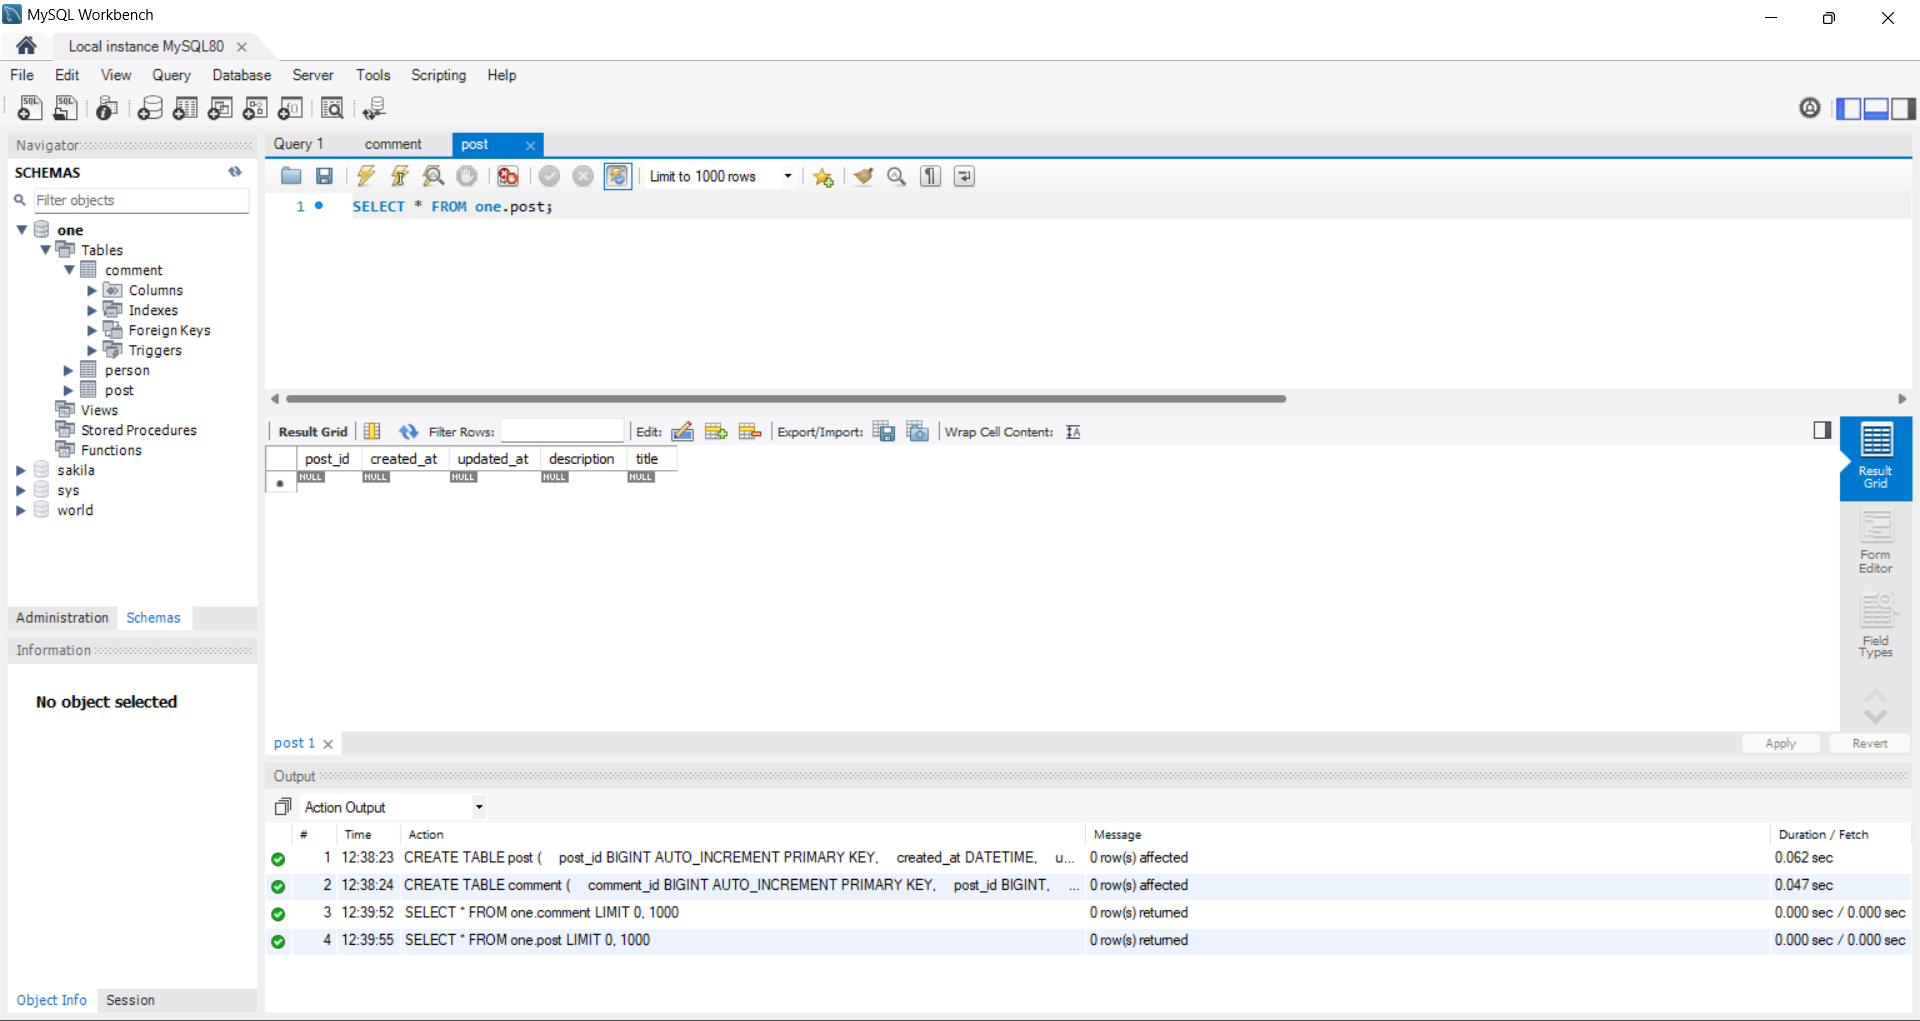 MySQL Workbench
Local instance MySQL80
File Edit View Query Database Server Tools Scripting Help
Navigator
SCHEMAS
Filter objects
one
Tables
comment
Columns
Indexes
Foreign Keys
Triggers
person
post
Views
Stored Procedures
Functions
sakila
sys
world
Administration Schemas
Information
No object selected
Object Info Session
Query 1 comment post
Limit to 1000 rows
1 SELECT * FROM one.post;
Result Grid Filter Rows: Edit: Export/Import: Wrap Cell Content:
post_id created_at updated_at description title
NULL NULL NULL NULL NULL
Result
Grid
Form
Editor
Field
Types
post 1 Apply Revert
Output
Action Output
# Time Action Message Duration / Fetch
1 12:38:23 CREATE TABLE post ( post_id BIGINT AUTO_INCREMENT PRIMARY KEY, created_at DATETIME, u... 0 row(s) affected 0.062 sec
2 12:38:24 CREATE TABLE comment ( comment_id BIGINT AUTO_INCREMENT PRIMARY KEY, post_id BIGINT, ... 0 row(s) affected 0.047 sec
3 12:39:52 SELECT * FROM one.comment LIMIT 0, 1000 0 row(s) returned 0.000 sec / 0.000 sec
4 12:39:55 SELECT * FROM one.post LIMIT 0, 1000 0 row(s) returned 0.000 sec / 0.000 sec